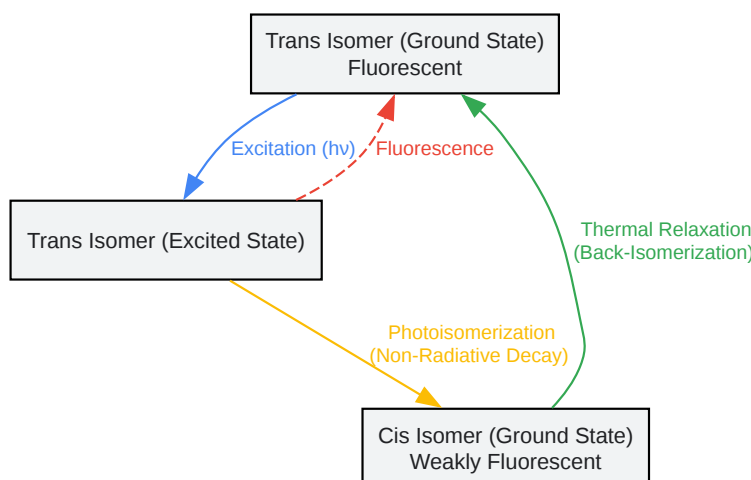 Trans Isomer (Ground State)
Fluorescent
Excitation (hν)
Fluorescence
Trans Isomer (Excited State)
Thermal Relaxation
(Back-Isomerization)
Photoisomerization
(Non-Radiative Decay)
Cis Isomer (Ground State)
Weakly Fluorescent